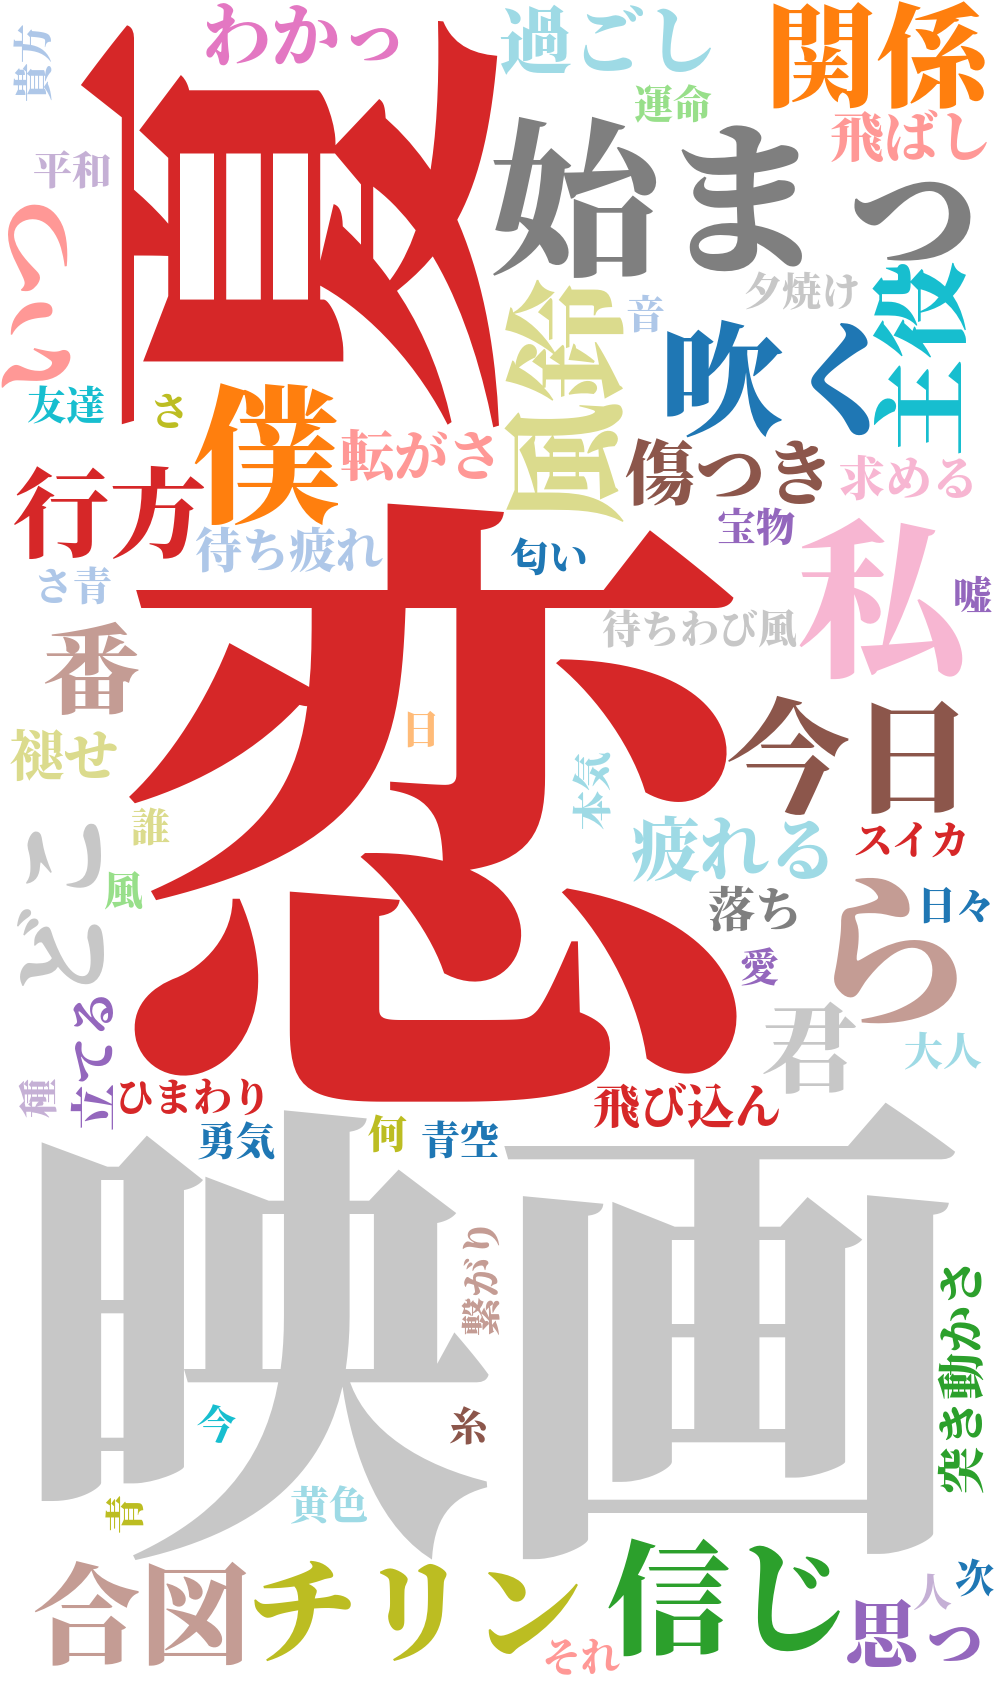 貴方
わかっ
過ごし
関係
運命
飛ばし
平和
夏
始まっ
夕焼け
主役
風鈴
音
吹く
友達
さ
僕
転がさ
傷つき
求める
行方
待ち疲れ
匂い
宝物
私
嘘
さ青
恋
待ちわび風
番
今日
日
褪せ
本気
誰
疲れる
スイカ
風
落ち
日々
ら
愛
君
大人
立てる
種
ひまわり
飛び込ん
勇気
何
青空
映画
繋がり
突き動かさ
今
糸
黄色
青
合図
チリン
信じ
次
人
思っ
それ